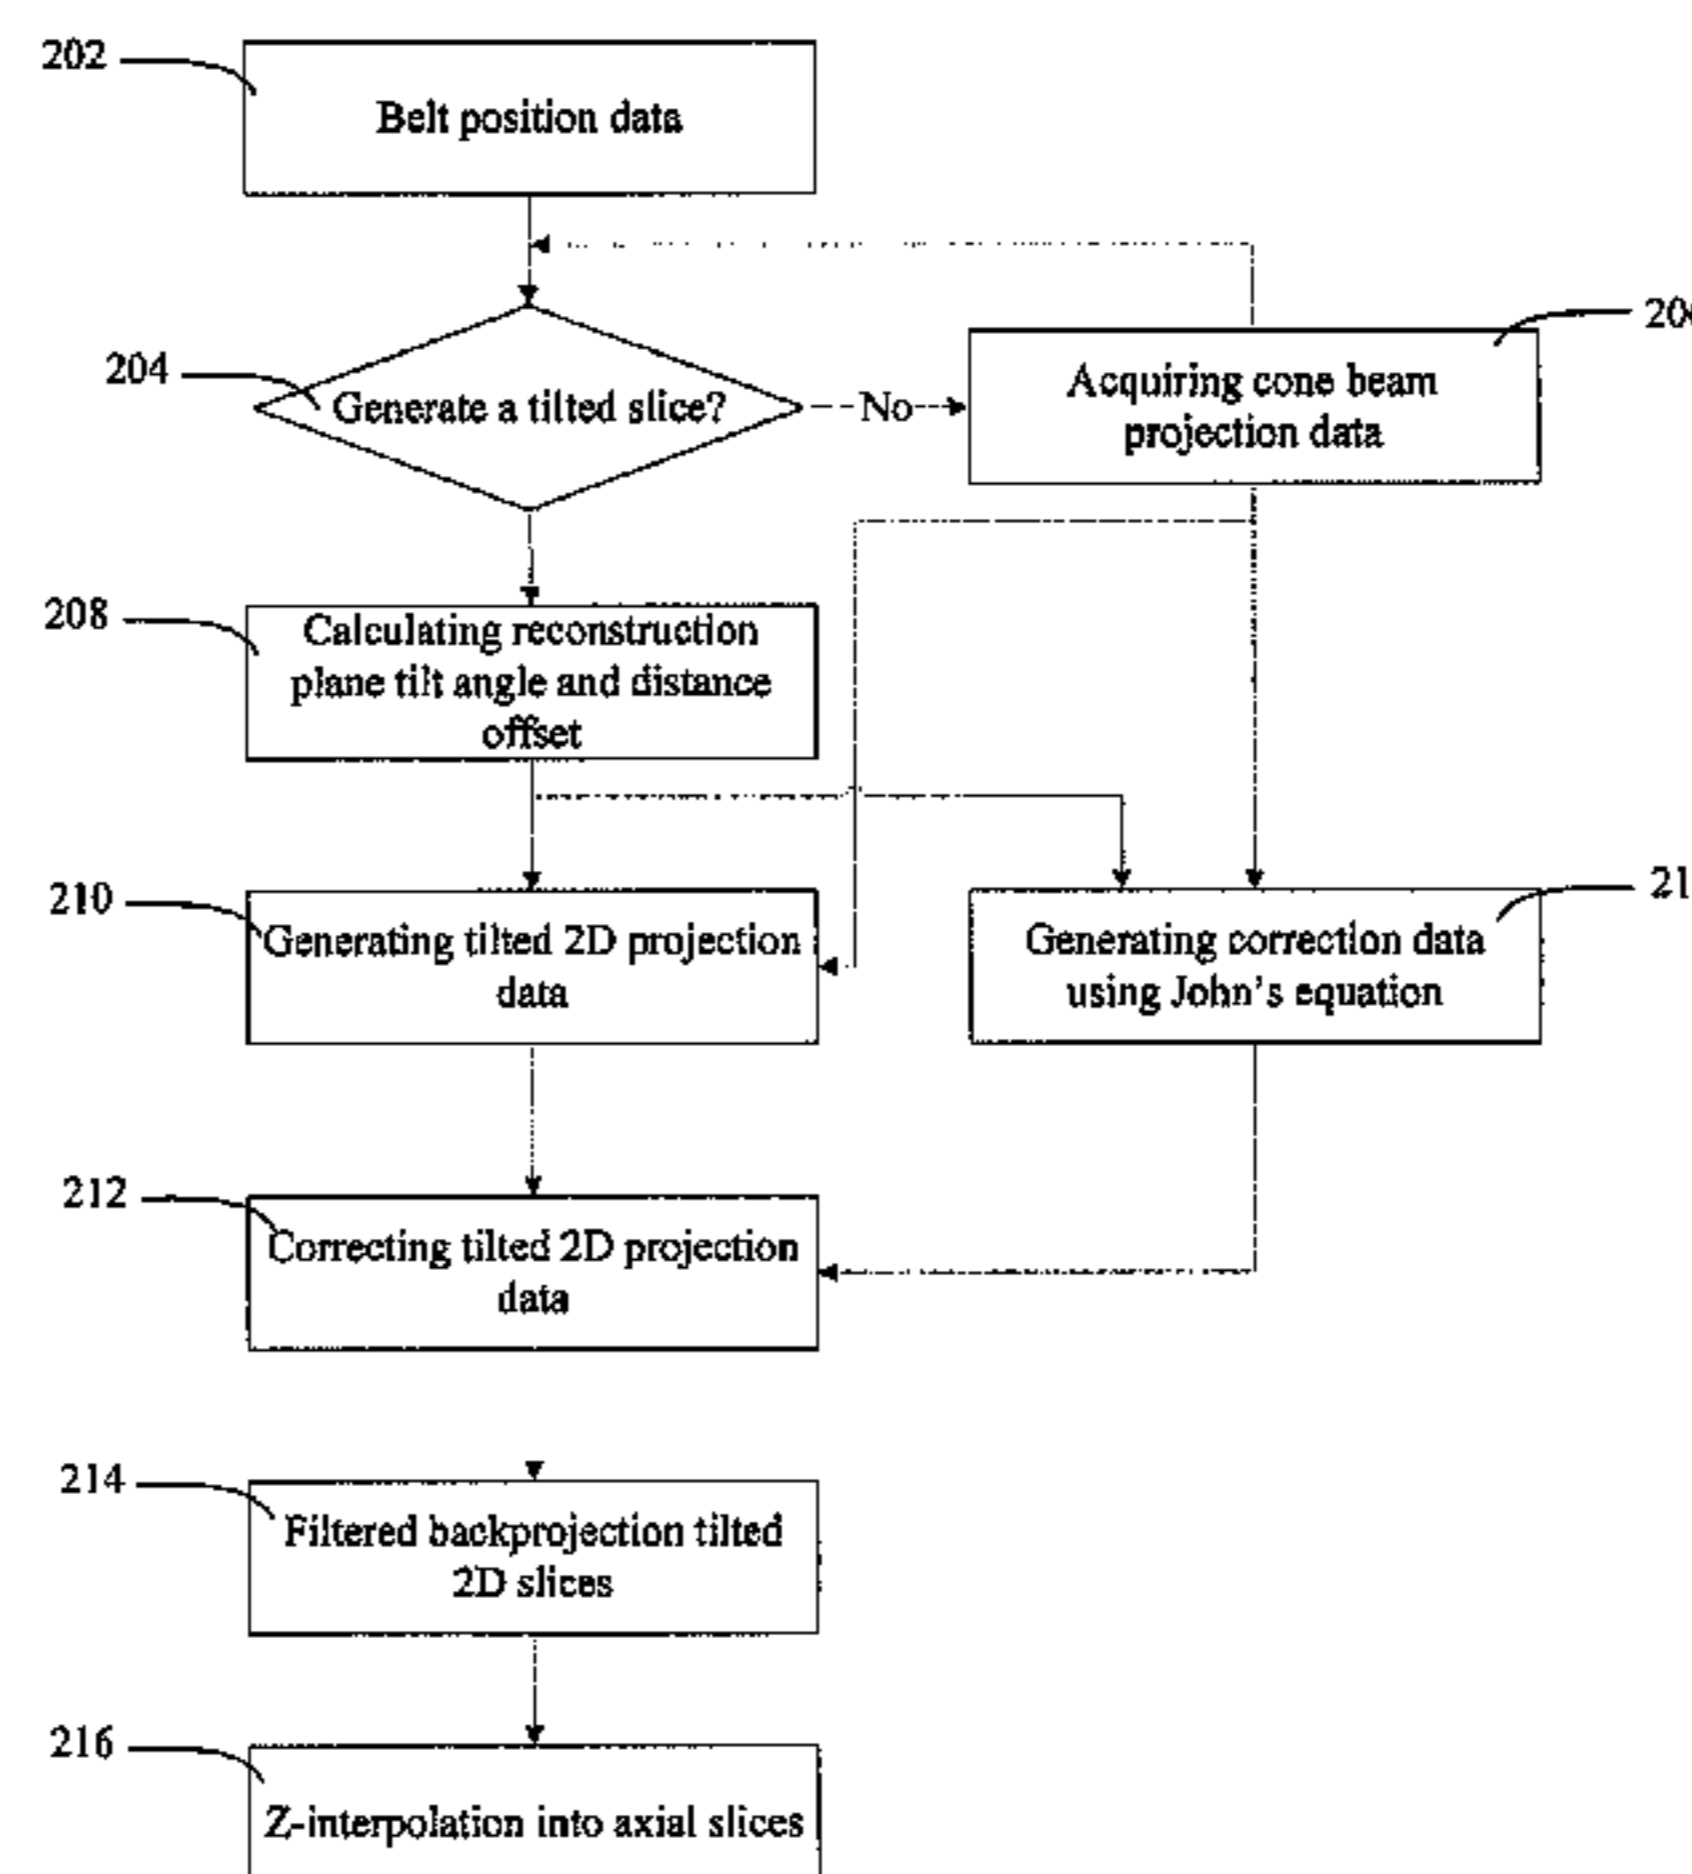 202
Belt position data
204
Generate a tilted slice?
No
Acquiring cone beam
projection data
208
Calculating reconstruction
plane tilt angle and distance
offset
210
Generating tilted 2D projection
data
Generating correction data
using John's equation
212
Correcting tilted 2D projection
data
214
Filtered backprojection tilted
2D slices
216
Z-interpolation into axial slices